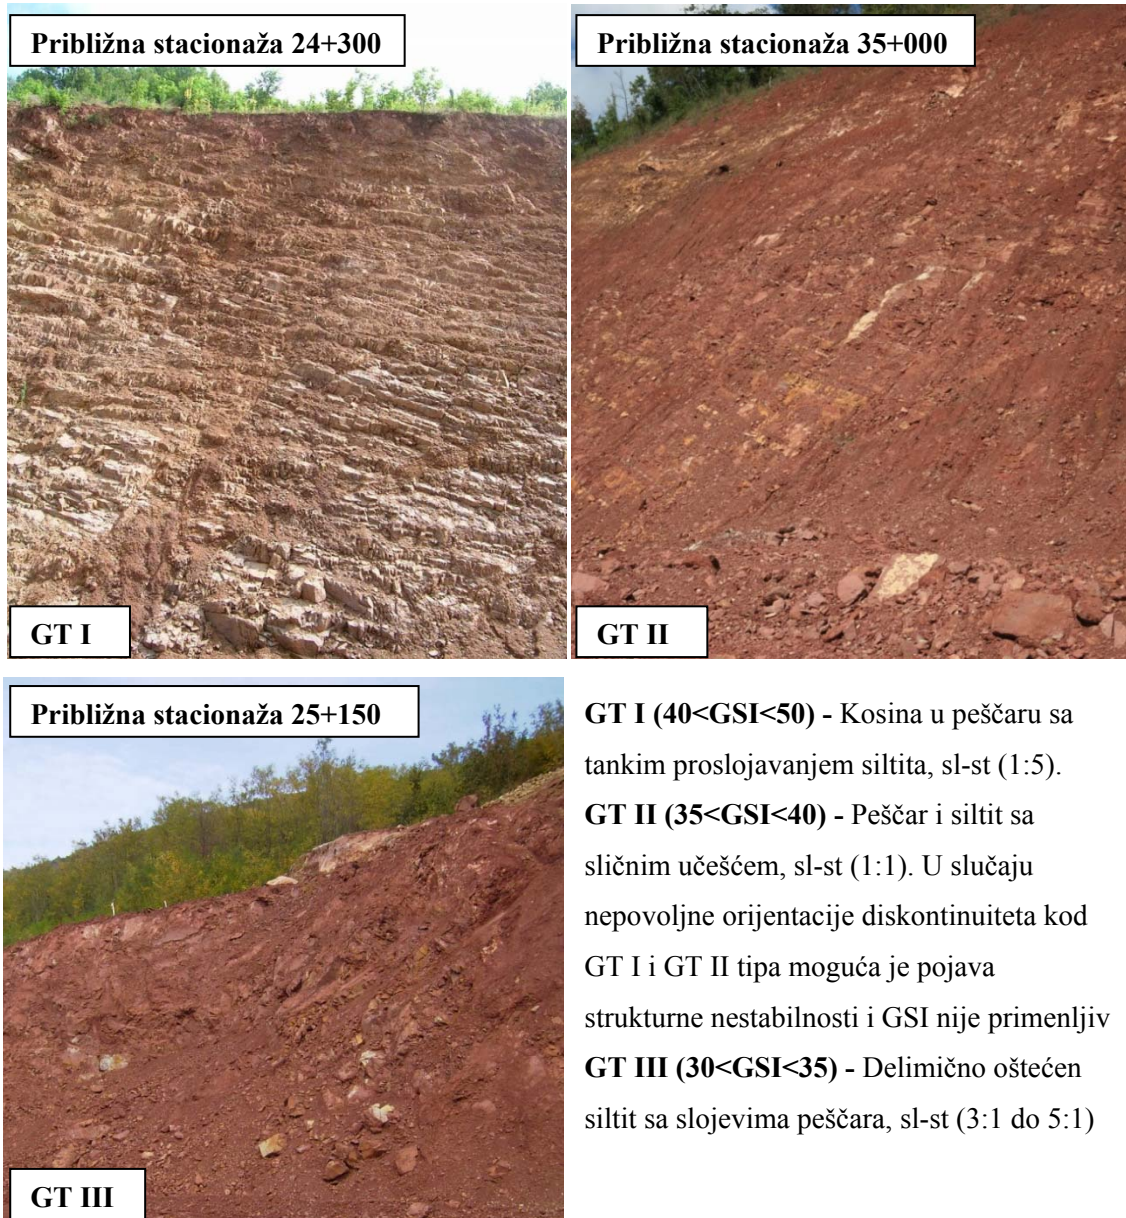 Približna stacionaža 24+300
Približna stacionaža 35+000
GT I
GT II
Približna stacionaža 25+150
GT III
GT I (40<GSI<50) - Kosina u peščaru sa
tankim proslojavanjem siltita, sl-st (1:5).
GT II (35<GSI<40) - Peščar i siltit sa
sličnim učešćem, sl-st (1:1). U slučaju
nepovoljne orijentacije diskontinuiteta kod
GT I i GT II tipa moguća je pojava
strukturne nestabilnosti i GSI nije primenljiv
GT III (30<GSI<35) - Delimično oštećen
siltit sa slojevima peščara, sl-st (3:1 do 5:1)